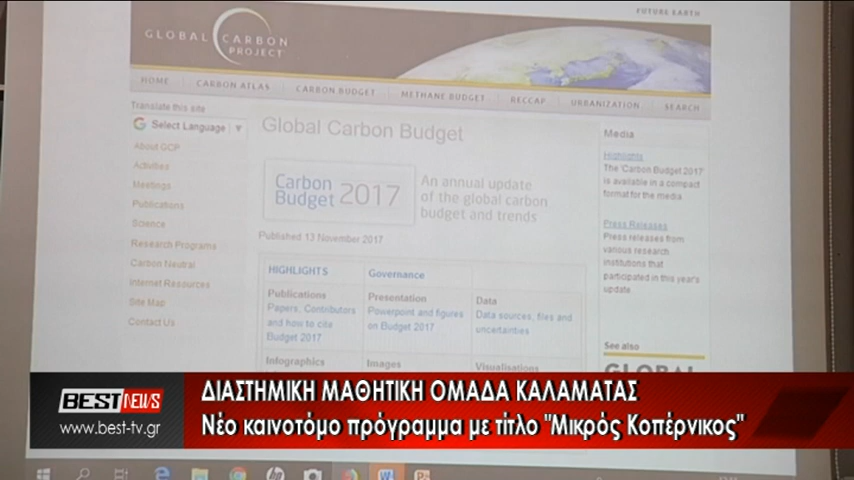 FUTURE EARTH
GLOBAL CARBON
PROJECT
HOME CARBON ATLAS CARBON BUDGET METHANE BUDGET RECCAP URBANIZATION SEARCH
Translate this site
G Select Language ▼
About GCP
Activities
Meetings
Publications
Science
Research Programs
Carbon Neutral
Internet Resources
Site Map
Contact Us
Global Carbon Budget
Carbon
Budget 2017
An annual update
of the global carbon
budget and trends
Published 13 November 2017
HIGHLIGHTS Governance
Publications Presentation Data
Papers, Contributors Powerpoint and figures Data sources, files and
and how to cite on Budget 2017 uncertainties
Budget 2017
Infographics Images Visualisations
Media
Highlights
The 'Carbon Budget 2017'
is available in a compact
format for the media
Press Releases
Press releases from
various research
institutions that
participated in this year's
update
See also
GLOBAL
BEST NEWS
www.best-tv.gr
ΔΙΑΣΤΗΜΙΚΗ ΜΑΘΗΤΙΚΗ ΟΜΑΔΑ ΚΑΛΑΜΑΤΑΣ
Νέο καινοτόμο πρόγραμμα με τίτλο "Μικρός Κοπέρνικος"
hp